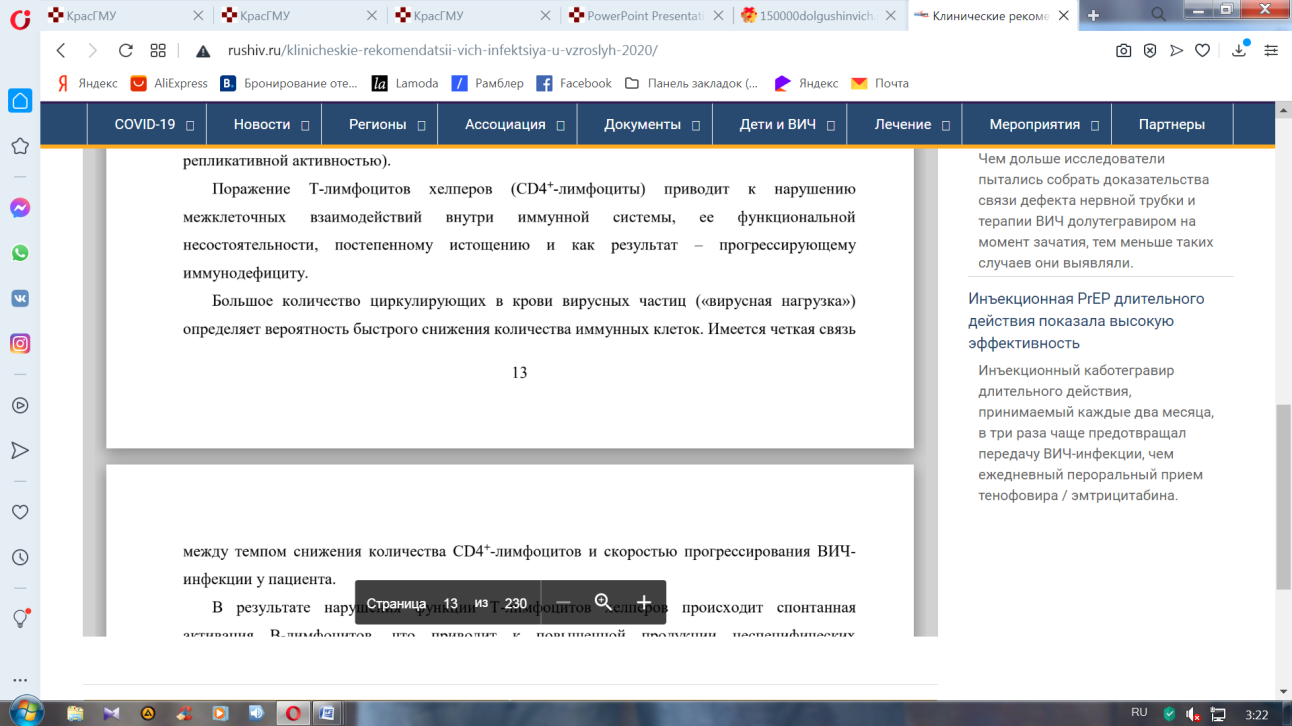 КрасГМУ
КрасГМУ
КрасГМУ
PowerPoint Presentati
150000dolgushinvich.
Клинические рекоме
rushiv.ru/klinicheskie-rekomendatsii-vich-infektsiya-u-vzroslyh-2020/
Яндекс
AliExpress
Бронирование оте...
Lamoda
Рамблер
Facebook
Панель закладок (...
Яндекс
Почта
COVID-19
Новости
Регионы
Ассоциация
Документы
Дети и ВИЧ
Лечение
Мероприятия
Партнеры
репликативной активностью).
Поражение Т-лимфоцитов хелперов (CD4⁺-лимфоциты) приводит к нарушению
межклеточных взаимодействий внутри иммунной системы, ее функциональной
несостоятельности, постепенному истощению и как результат – прогрессирующему
иммунодефициту.
Большое количество циркулирующих в крови вирусных частиц («вирусная нагрузка»)
определяет вероятность быстрого снижения количества иммунных клеток. Имеется четкая связь
13
между темпом снижения количества CD4⁺-лимфоцитов и скоростью прогрессирования ВИЧ-
инфекции у пациента.
В результате нарушения функции Т-лимфоцитов хелперов происходит спонтанная
активация В-лимфоцитов, что приводит к повышенной продукции неспецифических
Страница 13 из 230
Чем дольше исследователи
пытались собрать доказательства
связи дефекта нервной трубки и
терапии ВИЧ долутегравиром на
момент зачатия, тем меньше таких
случаев они выявляли.
Инъекционная PrEP длительного
действия показала высокую
эффективность
Инъекционный каботегравир
длительного действия,
принимаемый каждые два месяца,
в три раза чаще предотвращал
передачу ВИЧ-инфекции, чем
ежедневный пероральный прием
тенофовира / эмтрицитабина.
RU
3:22